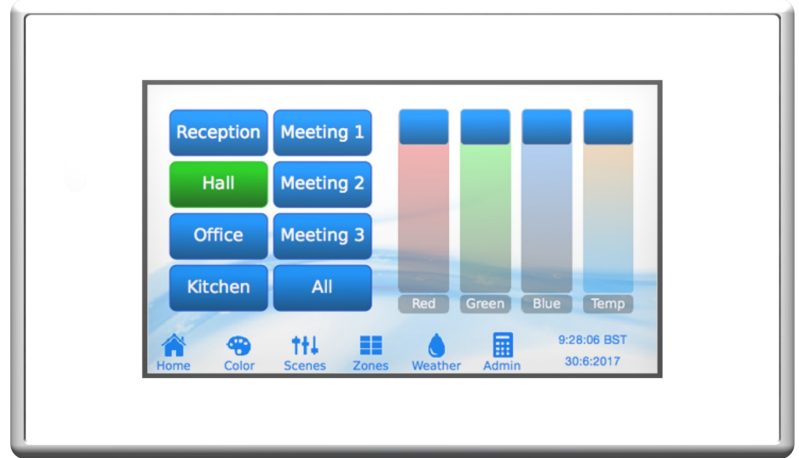 Reception Meeting 1
Hall Meeting 2
Office Meeting 3
Kitchen All
Red Green Blue Temp
Home Color Scenes Zones Weather Admin
9:28:06 BST
30:6:2017